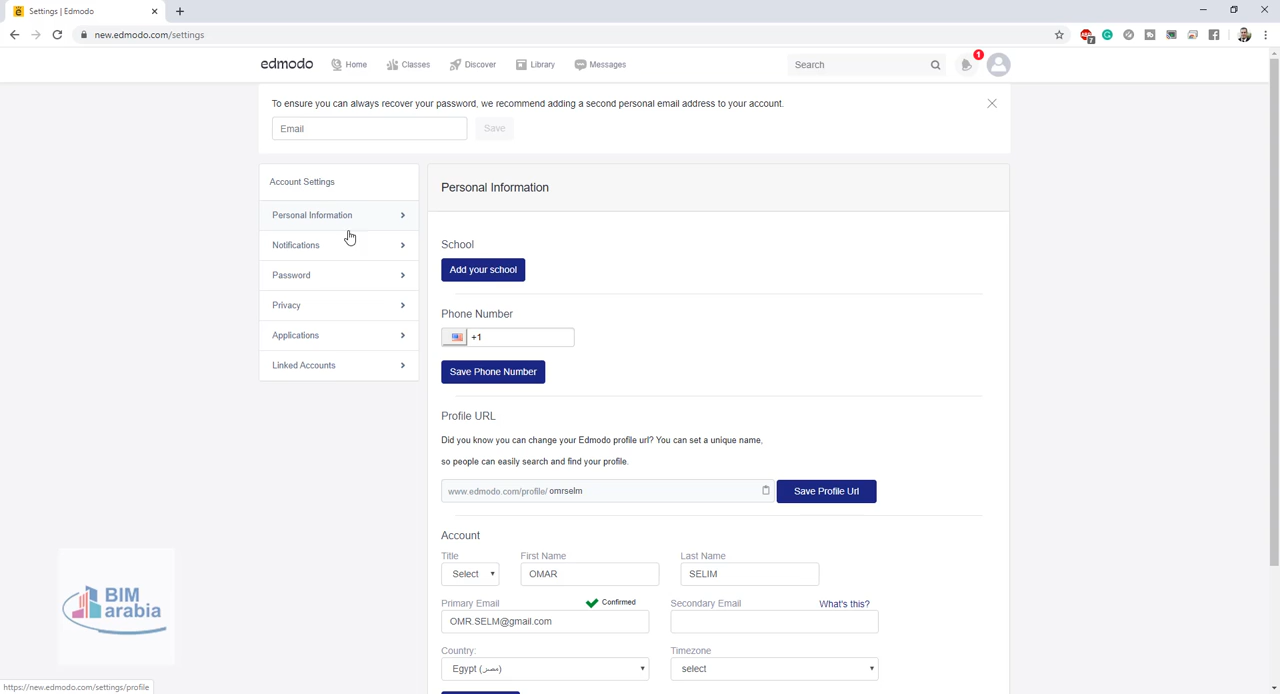 Settings | Edmodo
new.edmodo.com/settings
edmodo Home Classes Discover Library Messages Search 1
To ensure you can always recover your password, we recommend adding a second personal email address to your account.
Email Save
Account Settings
Personal Information
Notifications
Password
Privacy
Applications
Linked Accounts
Personal Information
School
Add your school
Phone Number
+1
Save Phone Number
Profile URL
Did you know you can change your Edmodo profile url? You can set a unique name,
so people can easily search and find your profile.
www.edmodo.com/profile/ omrselm Save Profile Url
Account
Title First Name Last Name
Select OMAR SELIM
Primary Email Confirmed Secondary Email What's this?
OMR.SELM@gmail.com
Country: Timezone
Egypt (مصر) select
BIM
arabia
https://new.edmodo.com/settings/profile